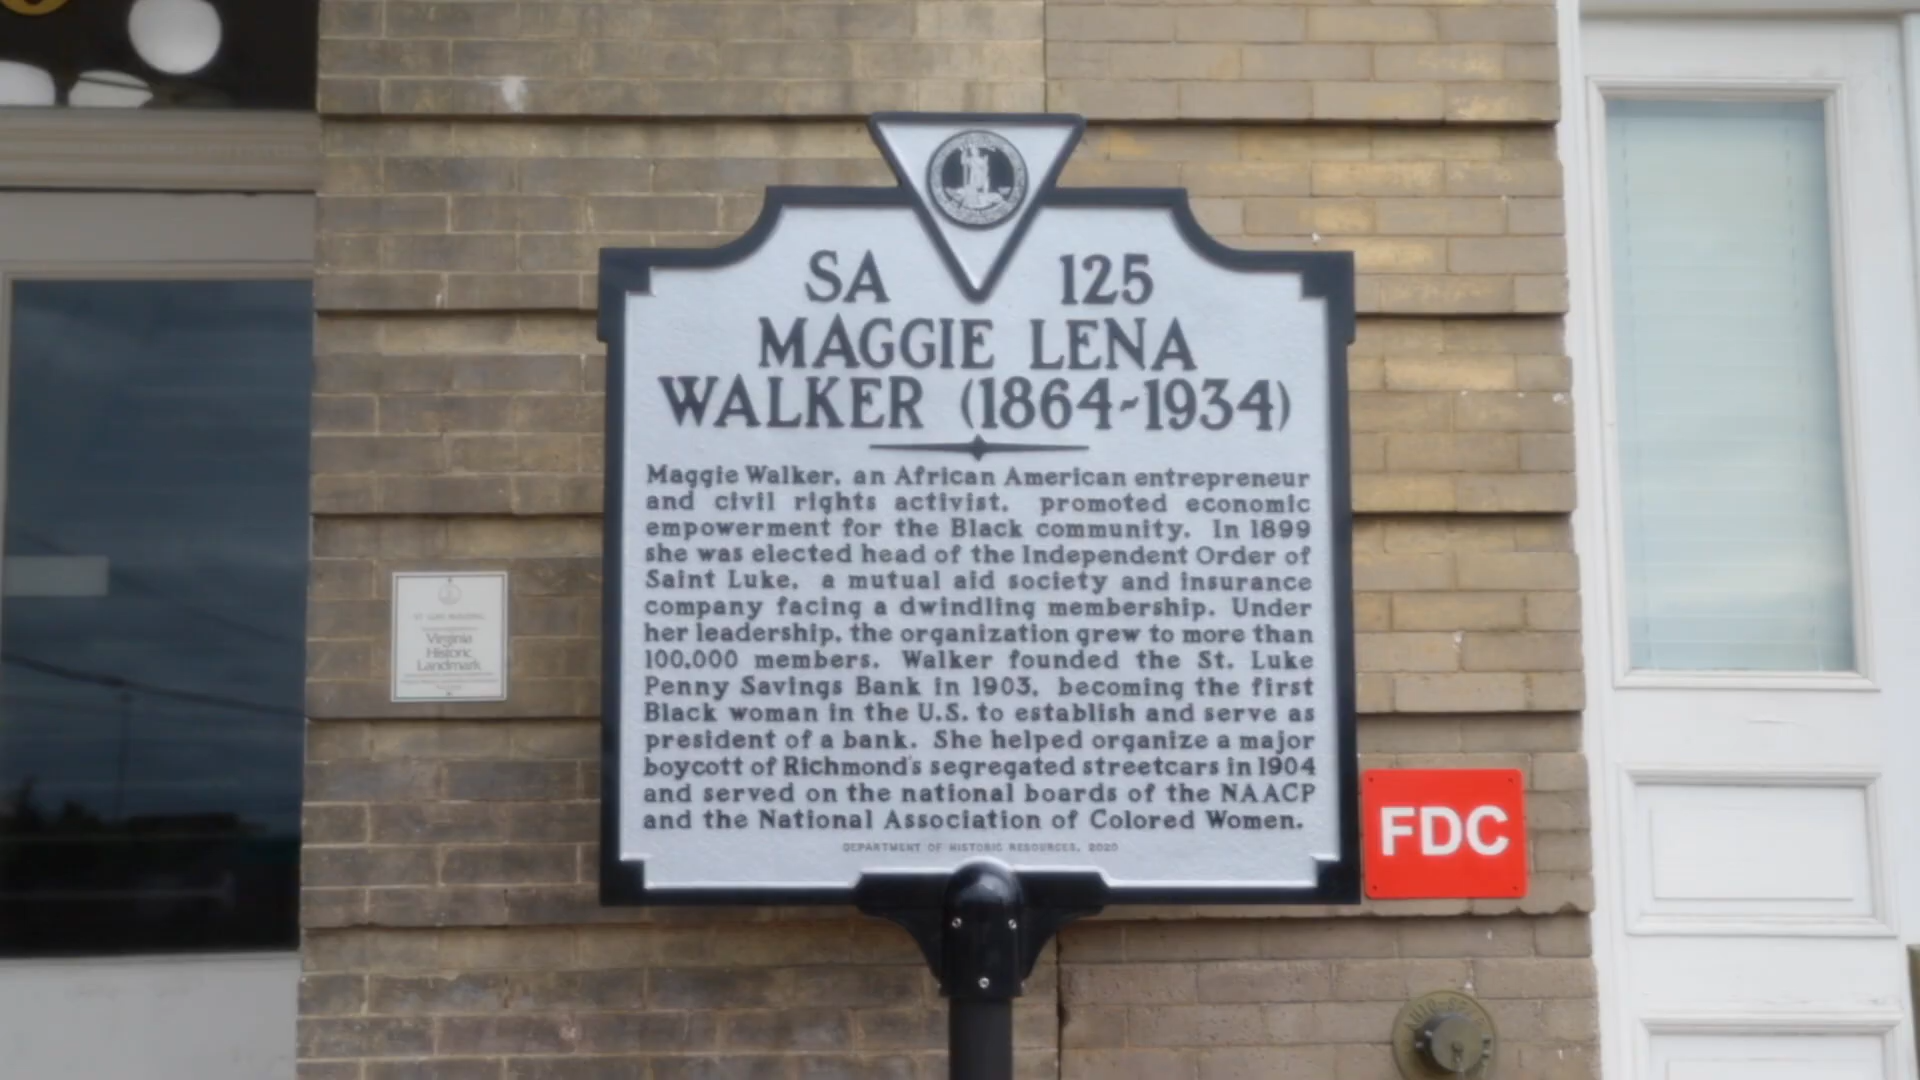 SA 125
MAGGIE LENA
WALKER (1864-1934)
Maggie Walker, an African American entrepreneur
and civil rights activist, promoted economic
empowerment for the Black community. In 1899
she was elected head of the Independent Order of
Saint Luke, a mutual aid society and insurance
company facing a dwindling membership. Under
her leadership, the organization grew to more than
100,000 members. Walker founded the St. Luke
Penny Savings Bank in 1903, becoming the first
Black woman in the U.S. to establish and serve as
president of a bank. She helped organize a major
boycott of Richmond's segregated streetcars in 1904
and served on the national boards of the NAACP
and the National Association of Colored Women.
DEPARTMENT OF HISTORIC RESOURCES, 2020
ST. LUKE BUILDING
Virginia
Historic
Landmark
FDC